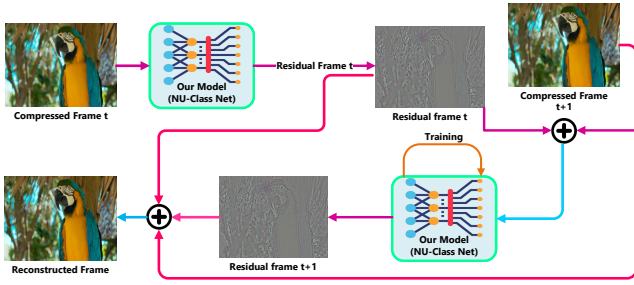 Compressed Frame t
Our Model
(NU-Class Net)
Residual Frame t
Residual frame t
Compressed Frame
t+1
Training
Our Model
(NU-Class Net)
Residual frame t+1
Reconstructed Frame